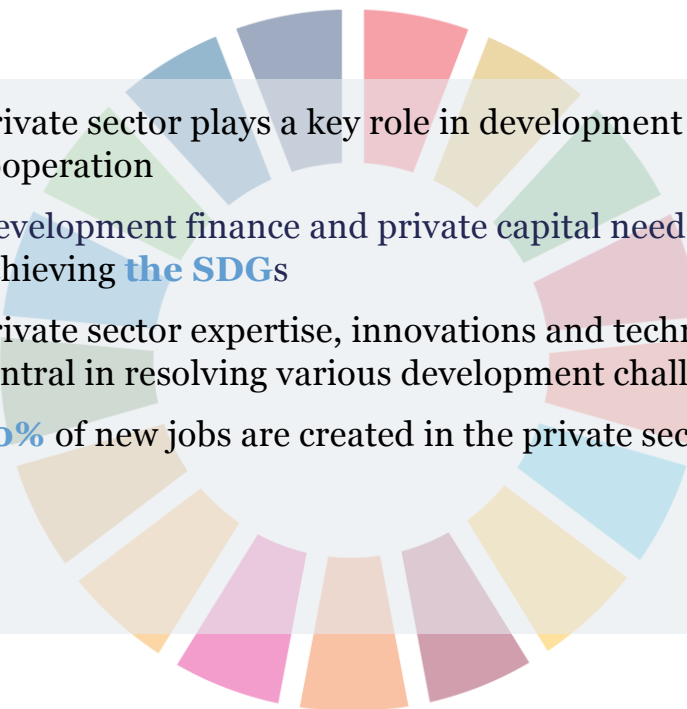 rivate sector plays a key role in development
operation
evelopment finance and private capital need
hieving the SDGs
rivate sector expertise, innovations and techn
ntral in resolving various development chall
0% of new jobs are created in the private sec